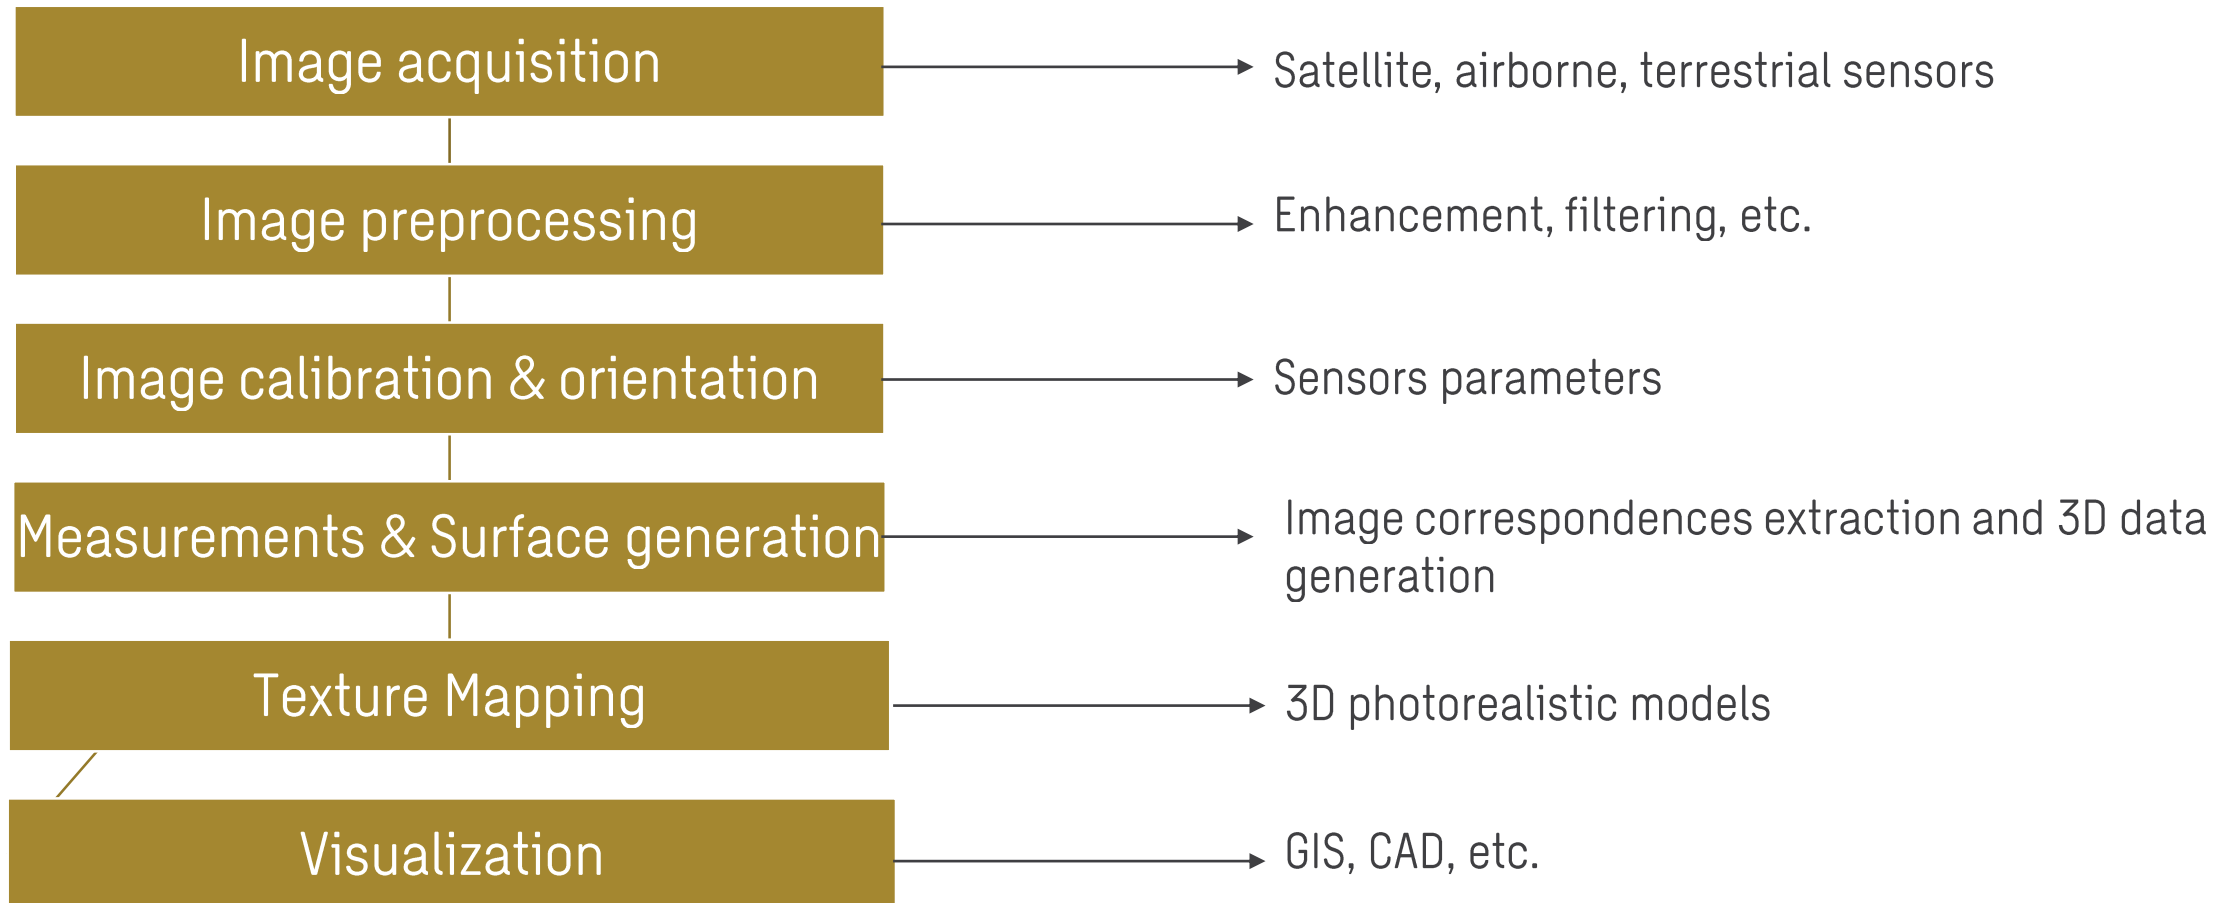 Image acquisition
Satellite, airborne, terrestrial sensors
Image preprocessing
Enhancement, filtering, etc.
Image calibration & orientation
Sensors parameters
Measurements & Surface generation
Image correspondences extraction and 3D data
generation
Texture Mapping
3D photorealistic models
Visualization
GIS, CAD, etc.